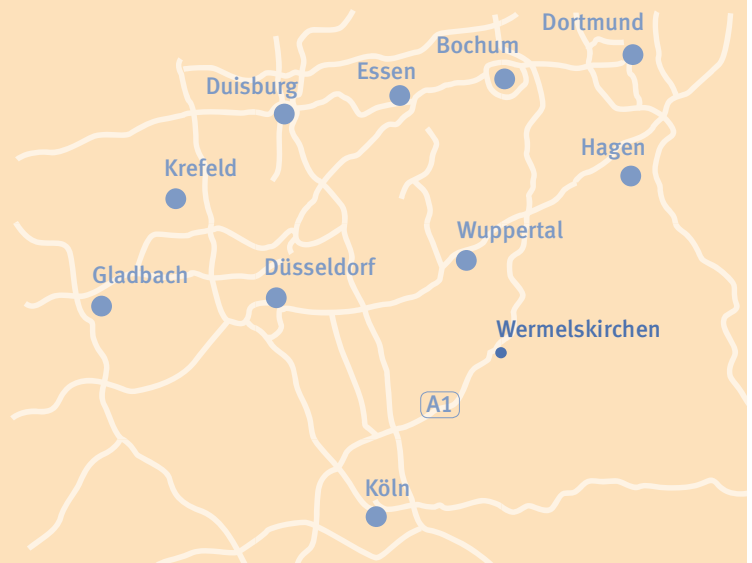 Dortmund
Bochum
Essen
Duisburg
Hagen
Krefeld
Wuppertal
Düsseldorf
Gladbach
Wermelskirchen
A1
Köln